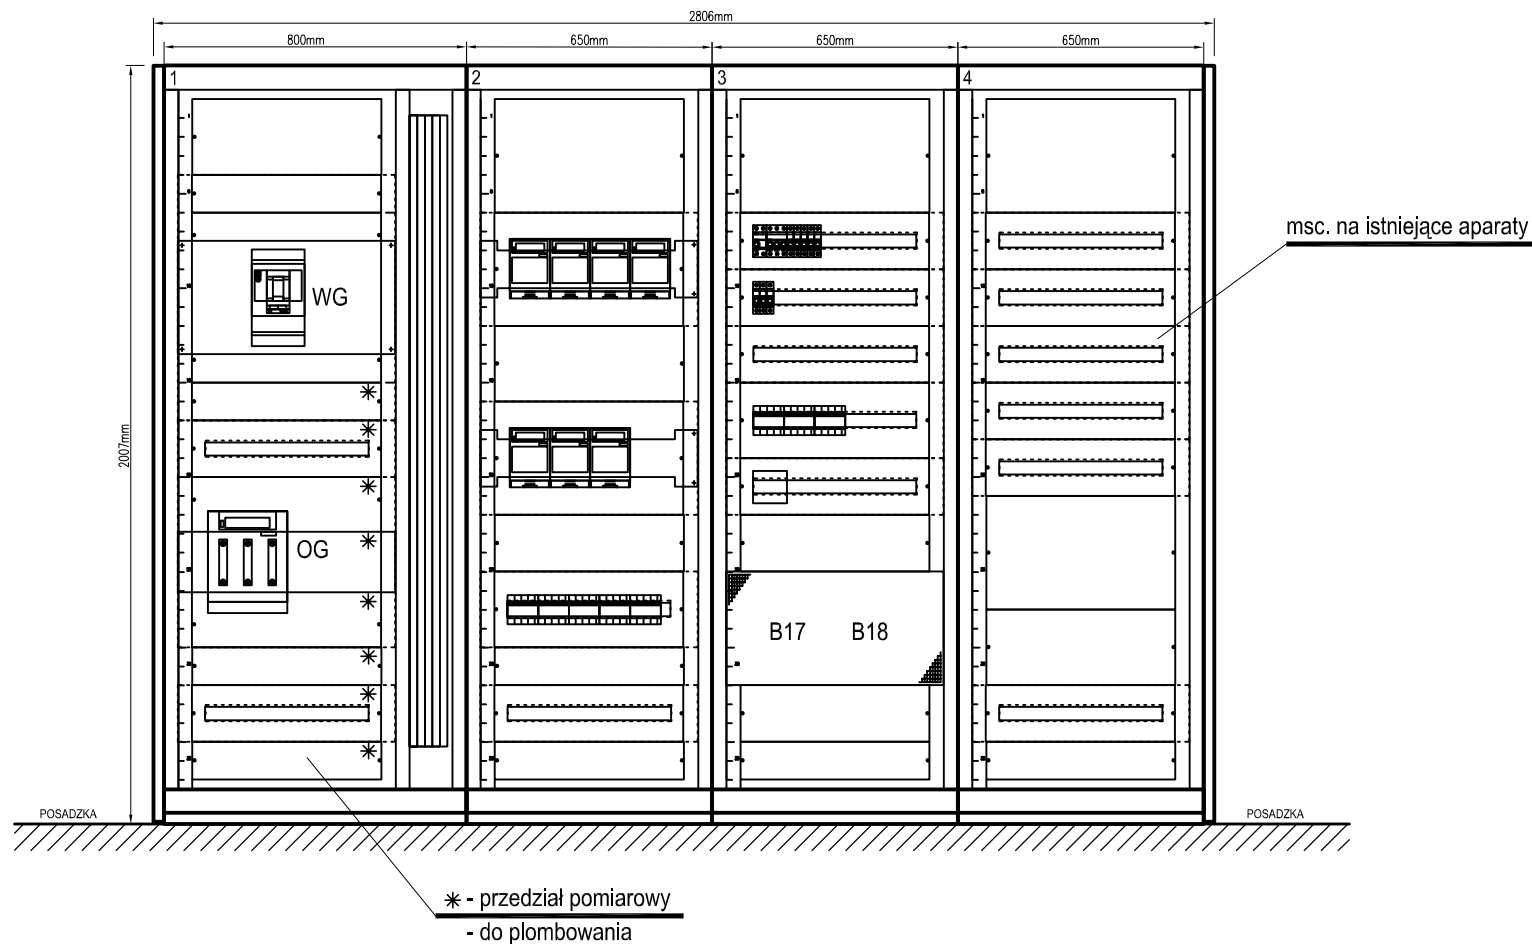 2806mm
800mm
650mm
650mm
650mm
1
2
3
4
2007mm
msc. na istniejące aparaty
WG
OG
B17 B18
POSADZKA
POSADZKA
* - przedział pomiarowy
- do plombowania